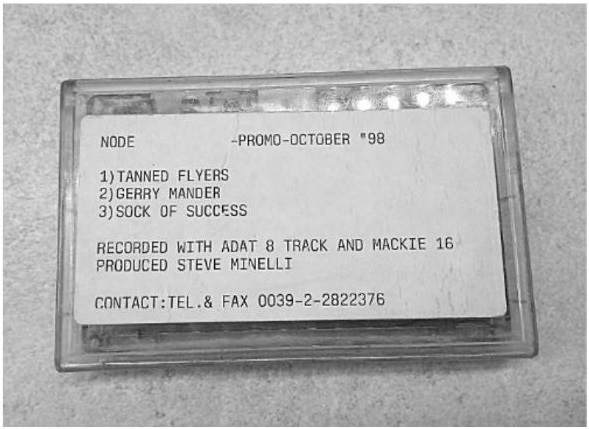 NODE -PROMO-OCTOBER "98
1)TANNED FLYERS
2)GERRY MANDER
3)SOCK OF SUCCESS
RECORDED WITH ADAT 8 TRACK AND MACKIE 16
PRODUCED STEVE MINELLI
CONTACT:TEL.& FAX 0039-2-2822376